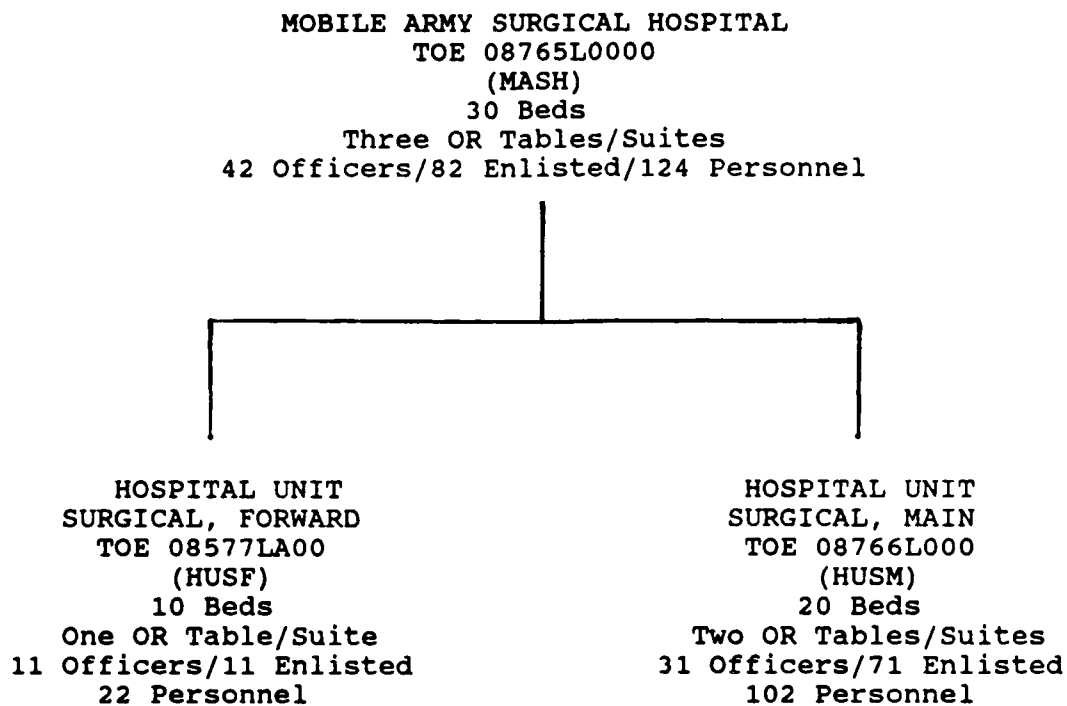 MOBILE ARMY SURGICAL HOSPITAL
TOE 08765L0000
(MASH)
30 Beds
Three OR Tables/Suites
42 Officers/82 Enlisted/124 Personnel
HOSPITAL UNIT
SURGICAL, FORWARD
TOE 08577LA00
(HUSF)
10 Beds
One OR Table/Suite
11 Officers/11 Enlisted
22 Personnel
HOSPITAL UNIT
SURGICAL, MAIN
TOE 08766L000
(HUSM)
20 Beds
Two OR Tables/Suites
31 Officers/71 Enlisted
102 Personnel